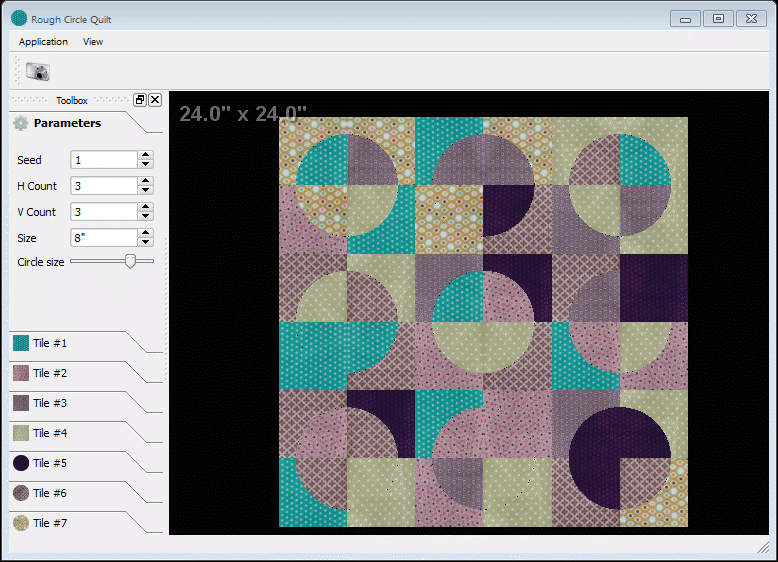 Rough Circle Quilt
Application View
Toolbox
Parameters
Seed 1
H Count 3
V Count 3
Size 8"
Circle size
Tile #1
Tile #2
Tile #3
Tile #4
Tile #5
Tile #6
Tile #7
24.0" x 24.0"